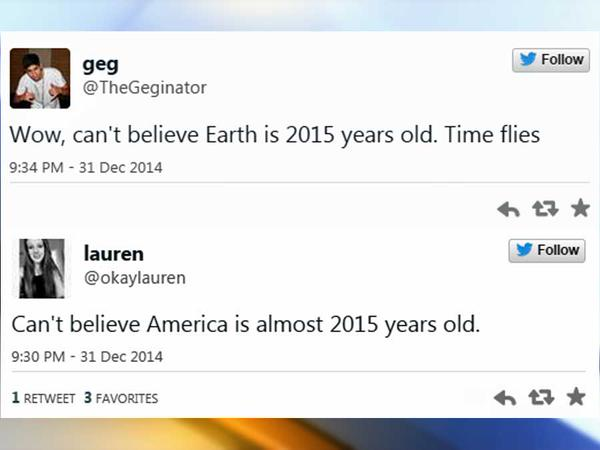 geg
Follow
@TheGeginator
Wow, can't believe Earth is 2015 years old. Time flies
9:34 PM - 31 Dec 2014
lauren
Follow
@okaylauren
Can't believe America is almost 2015 years old.
9:30 PM - 31 Dec 2014
1 RETWEET 3 FAVORITES